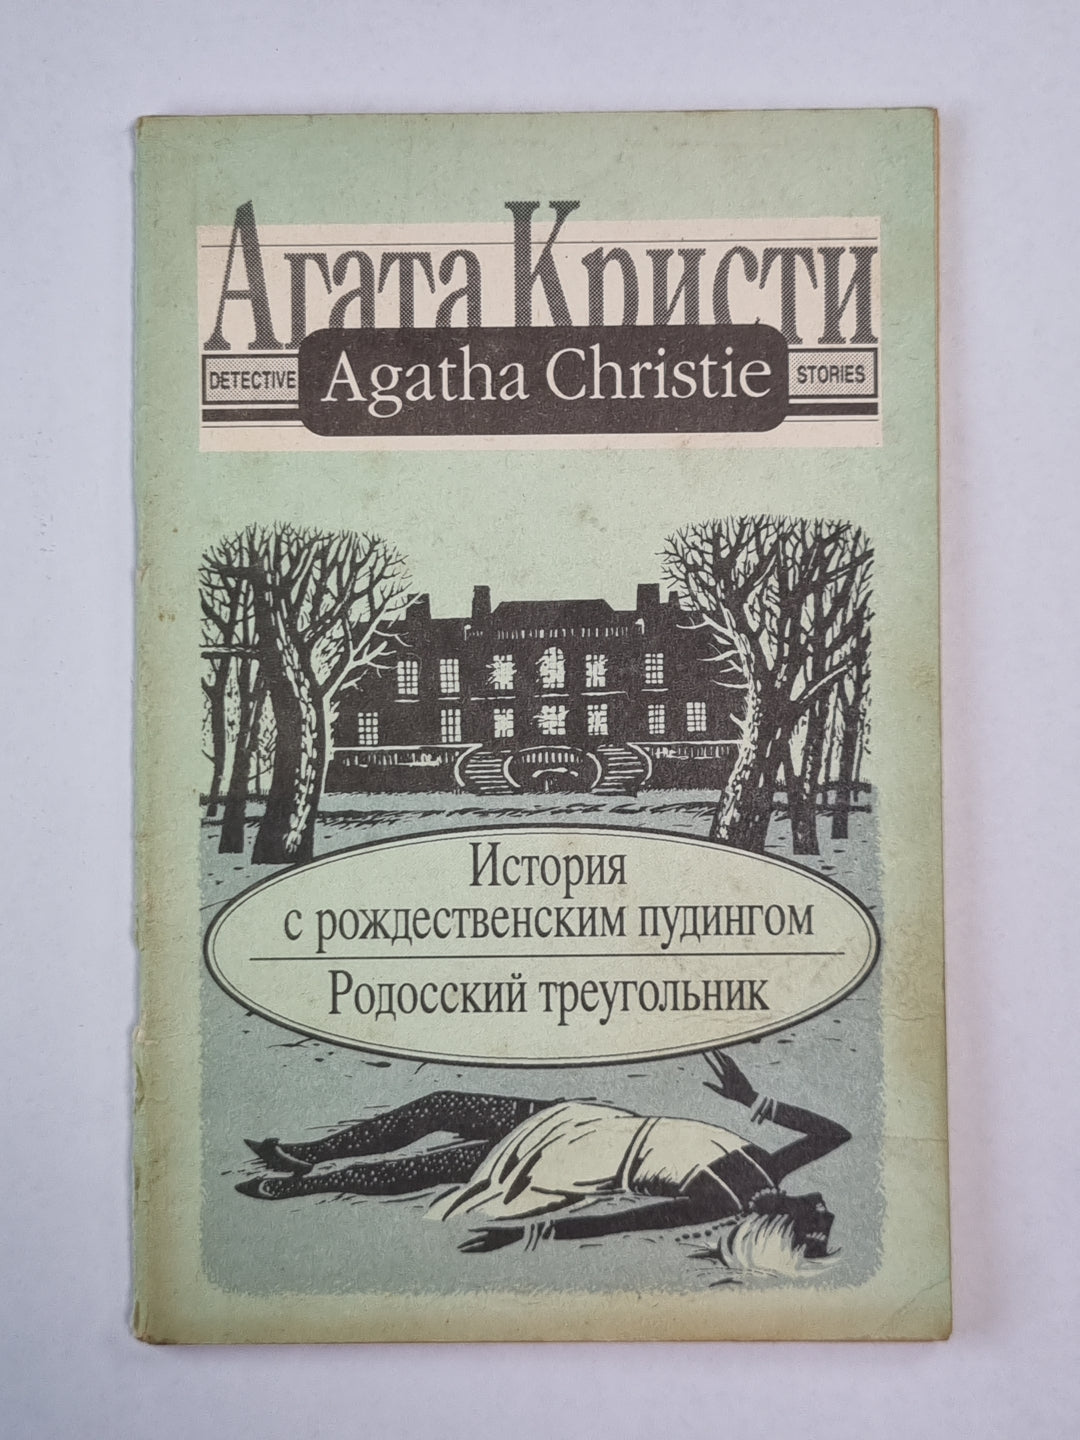 Агата Кристи
DETECTIVE Agatha Christie STORIES
История
с рождественским пудингом
Родосский треугольник